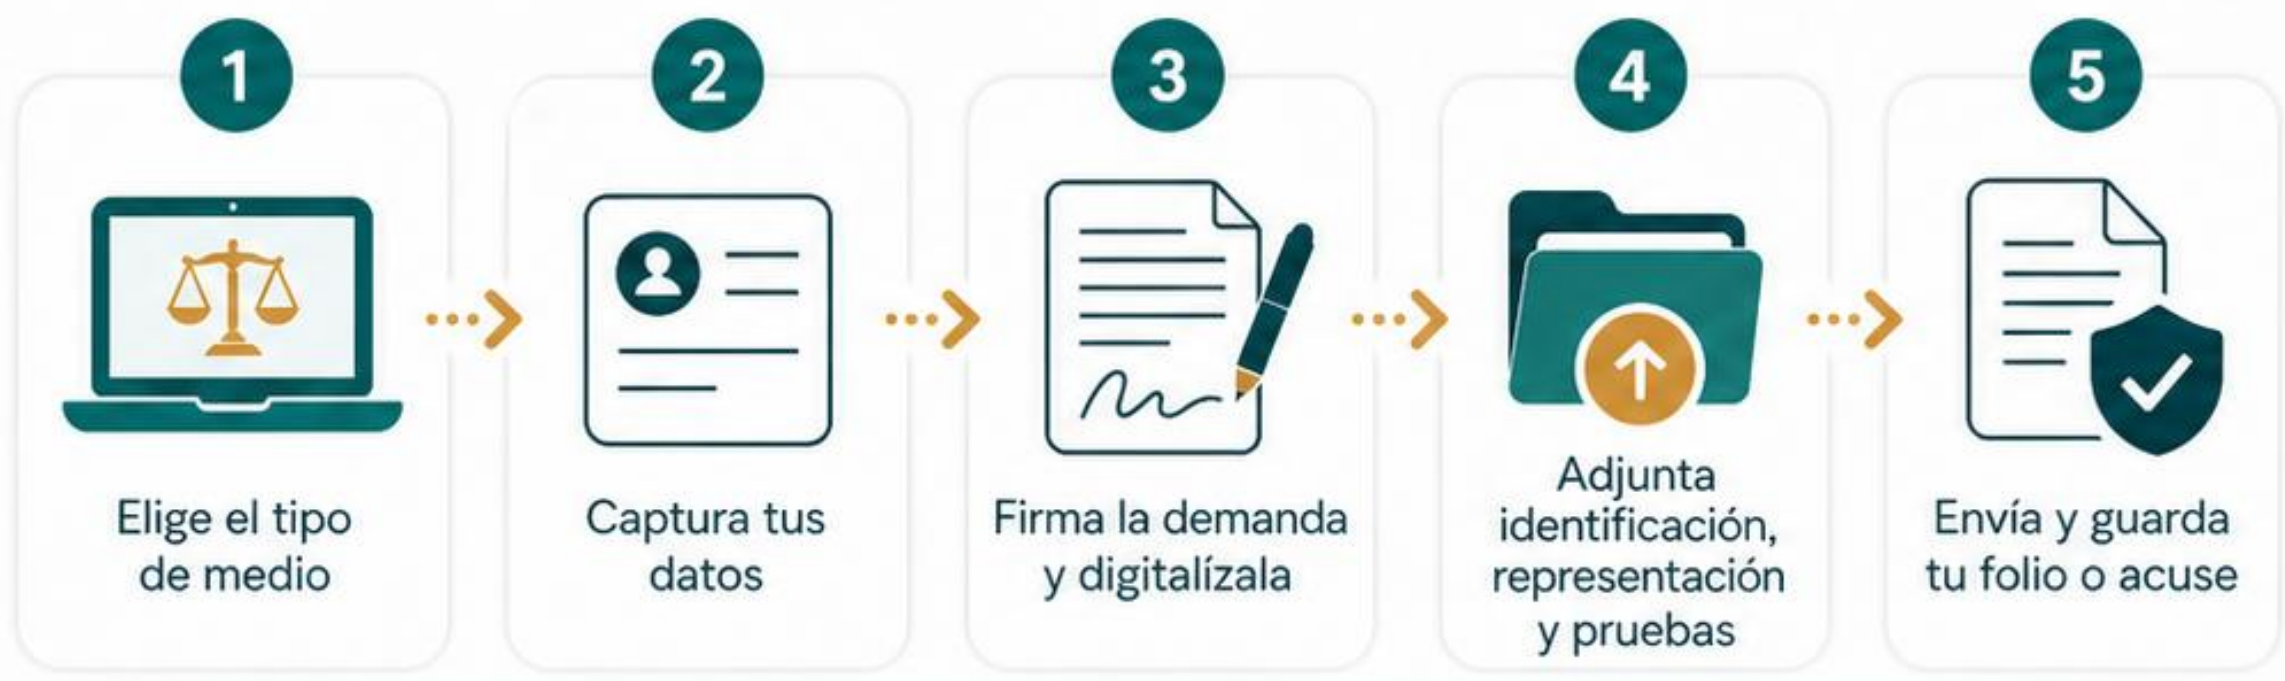 1
Elige el tipo
de medio
2
Captura tus
datos
3
Firma la demanda
y digitalízala
4
Adjunta
identificación,
representación
y pruebas
5
Envía y guarda
tu folio o acuse